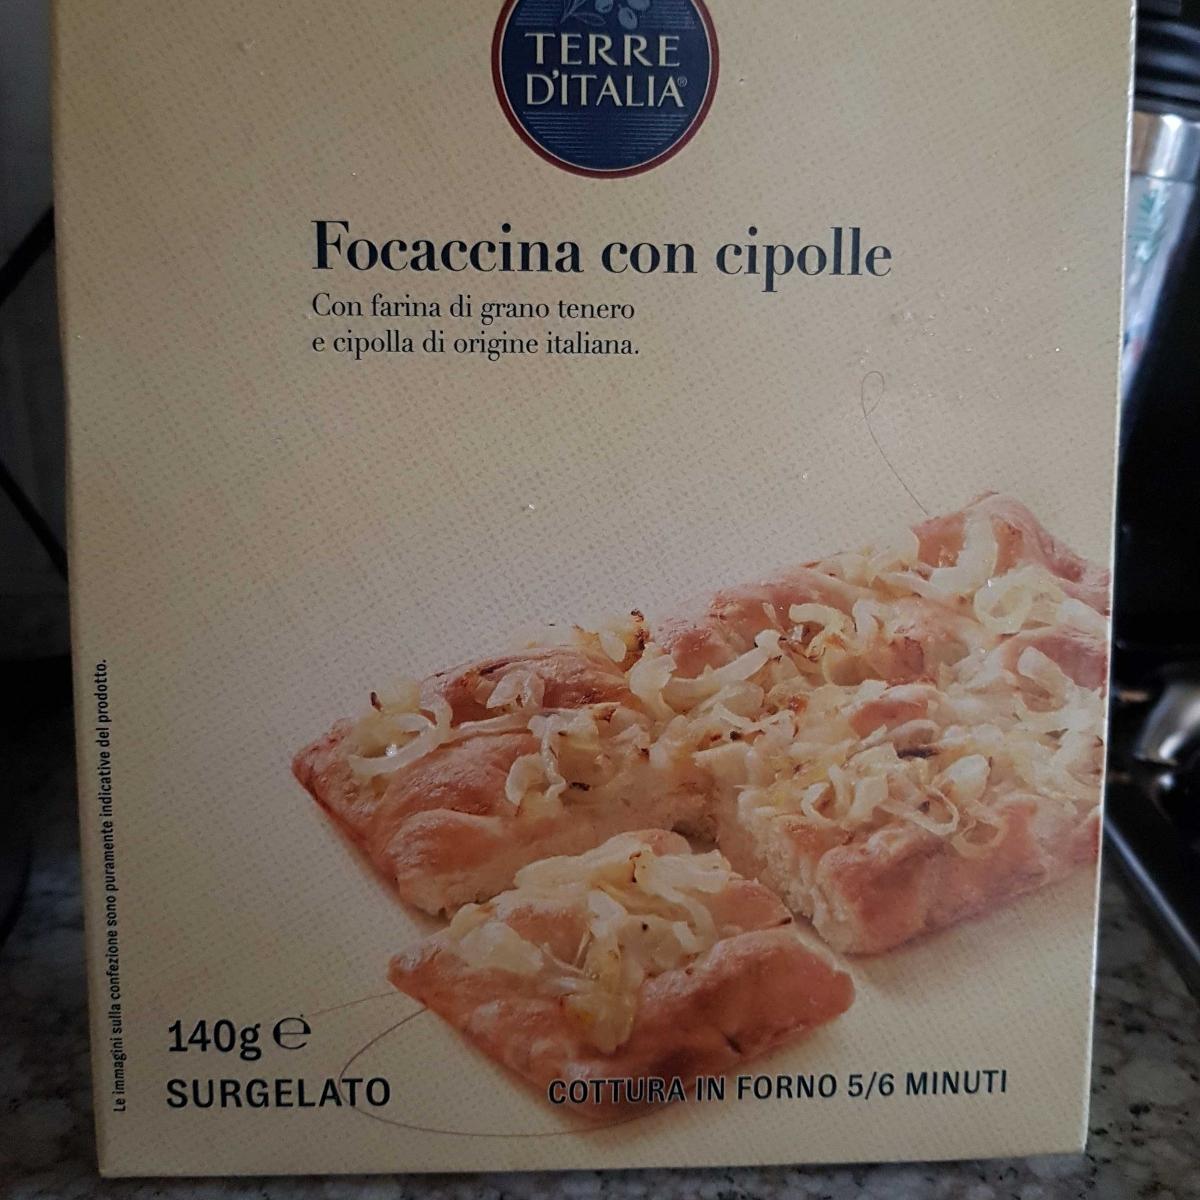 TERRE
D'ITALIA®
Focaccina con cipolle
Con farina di grano tenero
e cipolla di origine italiana.
Le immagini sulla confezione sono puramente indicative del prodotto.
140g ℮
SURGELATO
COTTURA IN FORNO 5/6 MINUTI